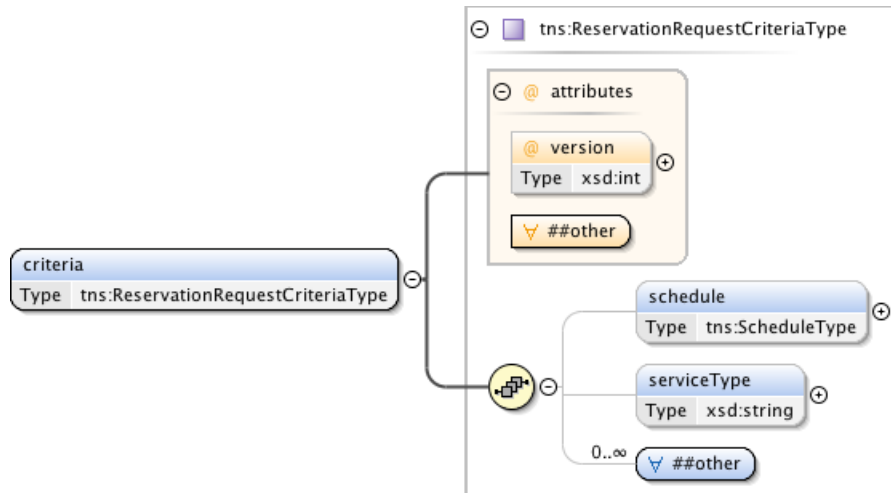 tns:ReservationRequestCriteriaType
@ attributes
@ version
Type xsd:int
∀ ##other
criteria
Type tns:ReservationRequestCriteriaType
schedule
Type tns:ScheduleType
serviceType
Type xsd:string
0..∞
∀ ##other